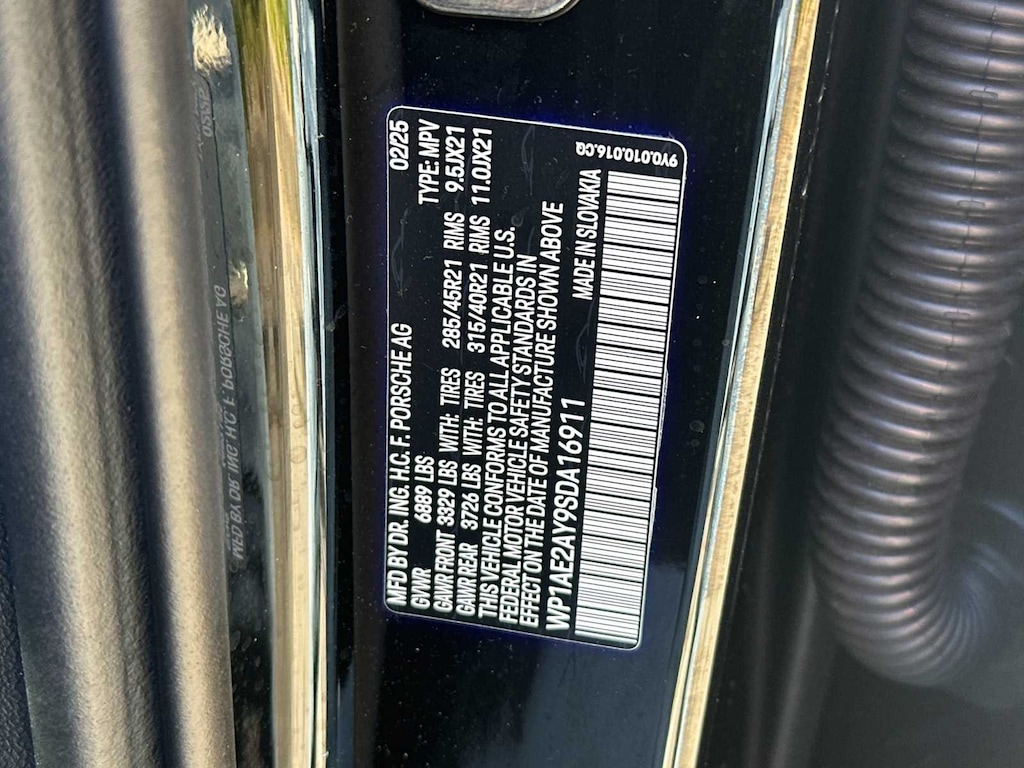 MFD BY DR. ING. H.C. F. PORSCHE AG 02/25
GVWR 6889 LBS TYPE: MPV
GAWR FRONT 3329 LBS WITH: TIRES 285/45R21 RIMS 9.5JX21
GAWR REAR 3726 LBS WITH: TIRES 315/40R21 RIMS 11.0JX21
THIS VEHICLE CONFORMS TO ALL APPLICABLE U.S.
FEDERAL MOTOR VEHICLE SAFETY STANDARDS IN
EFFECT ON THE DATE OF MANUFACTURE SHOWN ABOVE
WP1AE2AY9SDA16911 MADE IN SLOVAKIA
9Y0.010.016.CQ